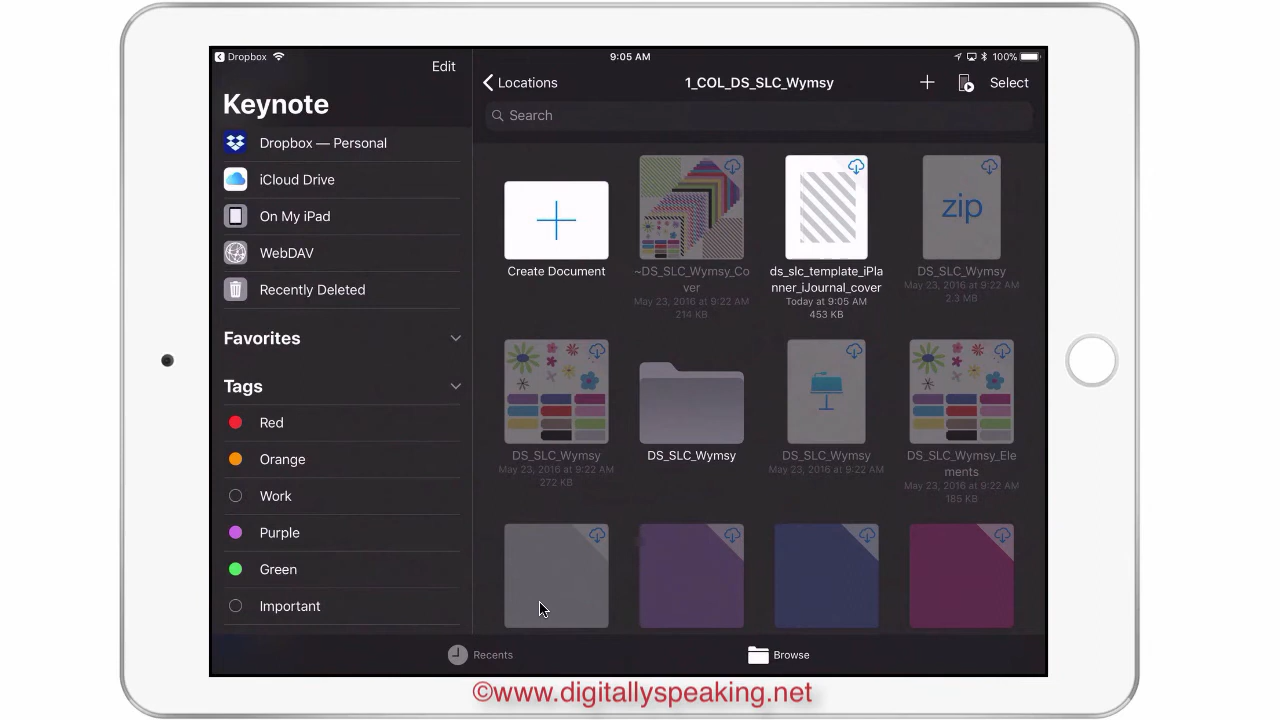 Dropbox
9:05 AM
100%
Edit
Keynote
Dropbox — Personal
iCloud Drive
On My iPad
WebDAV
Recently Deleted
Favorites
Tags
Red
Orange
Work
Purple
Green
Important
Locations
1_COL_DS_SLC_Wymsy
Select
Search
Create Document
~DS_SLC_Wymsy_Co
ver
May 23, 2016 at 9:22 AM
214 KB
ds_slc_template_iPla
nner_iJournal_cover
Today at 9:05 AM
453 KB
zip
DS_SLC_Wymsy
May 23, 2016 at 9:22 AM
2.3 MB
DS_SLC_Wymsy
May 23, 2016 at 9:22 AM
272 KB
DS_SLC_Wymsy
DS_SLC_Wymsy
May 23, 2016 at 9:22 AM
DS_SLC_Wymsy_Ele
ments
May 23, 2016 at 9:22 AM
185 KB
Recents
Browse
©www.digitallyspeaking.net